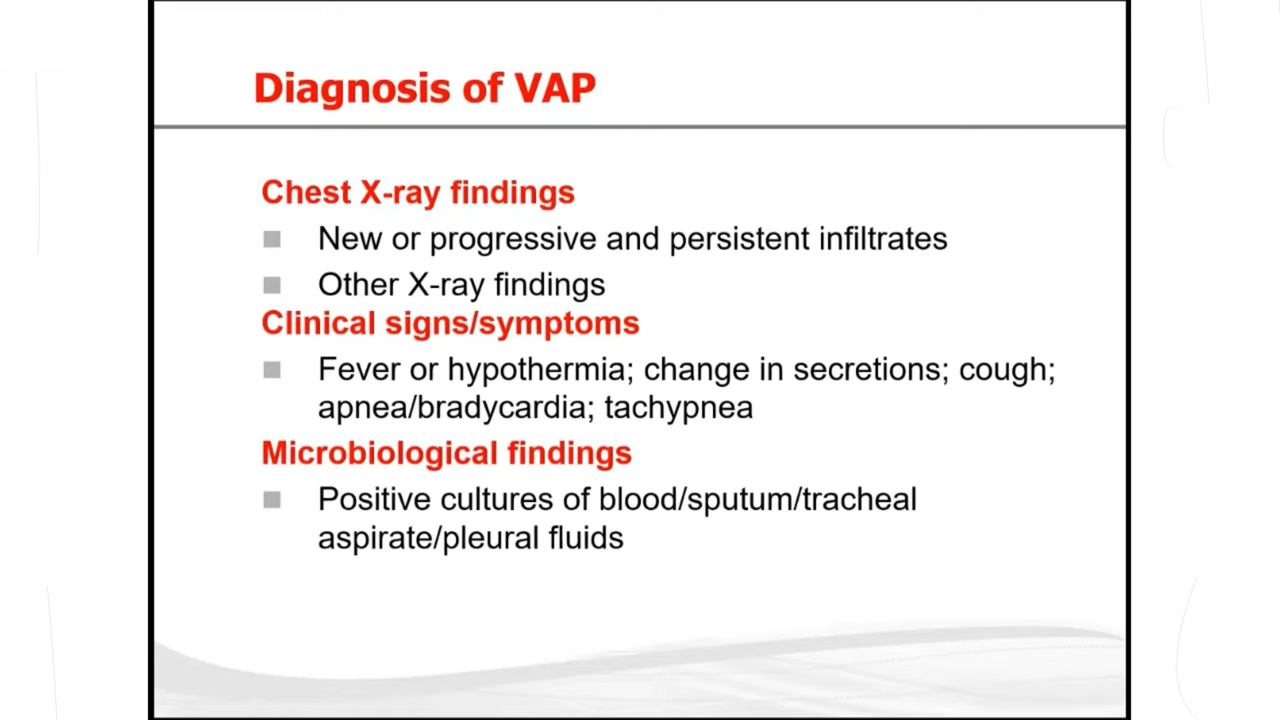 Diagnosis of VAP
Chest X-ray findings
New or progressive and persistent infiltrates
Other X-ray findings
Clinical signs/symptoms
Fever or hypothermia; change in secretions; cough;
apnea/bradycardia; tachypnea
Microbiological findings
Positive cultures of blood/sputum/tracheal
aspirate/pleural fluids